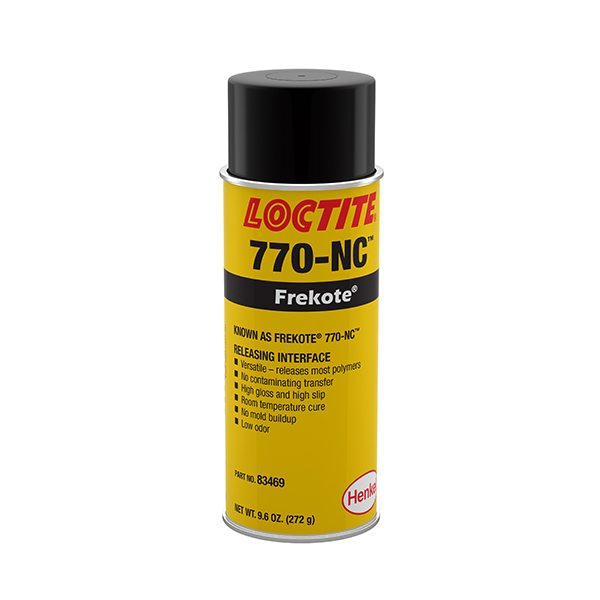 LOCTITE
770-NC™
Frekote®
KNOWN AS FREKOTE® 770-NC™
RELEASING INTERFACE
■ Versatile – releases most polymers
■ No contaminating transfer
■ High gloss and high slip
■ Room temperature cure
■ No mold buildup
■ Low odor
PART NO. 83469
Henkel
NET WT. 9.6 OZ. (272 g)